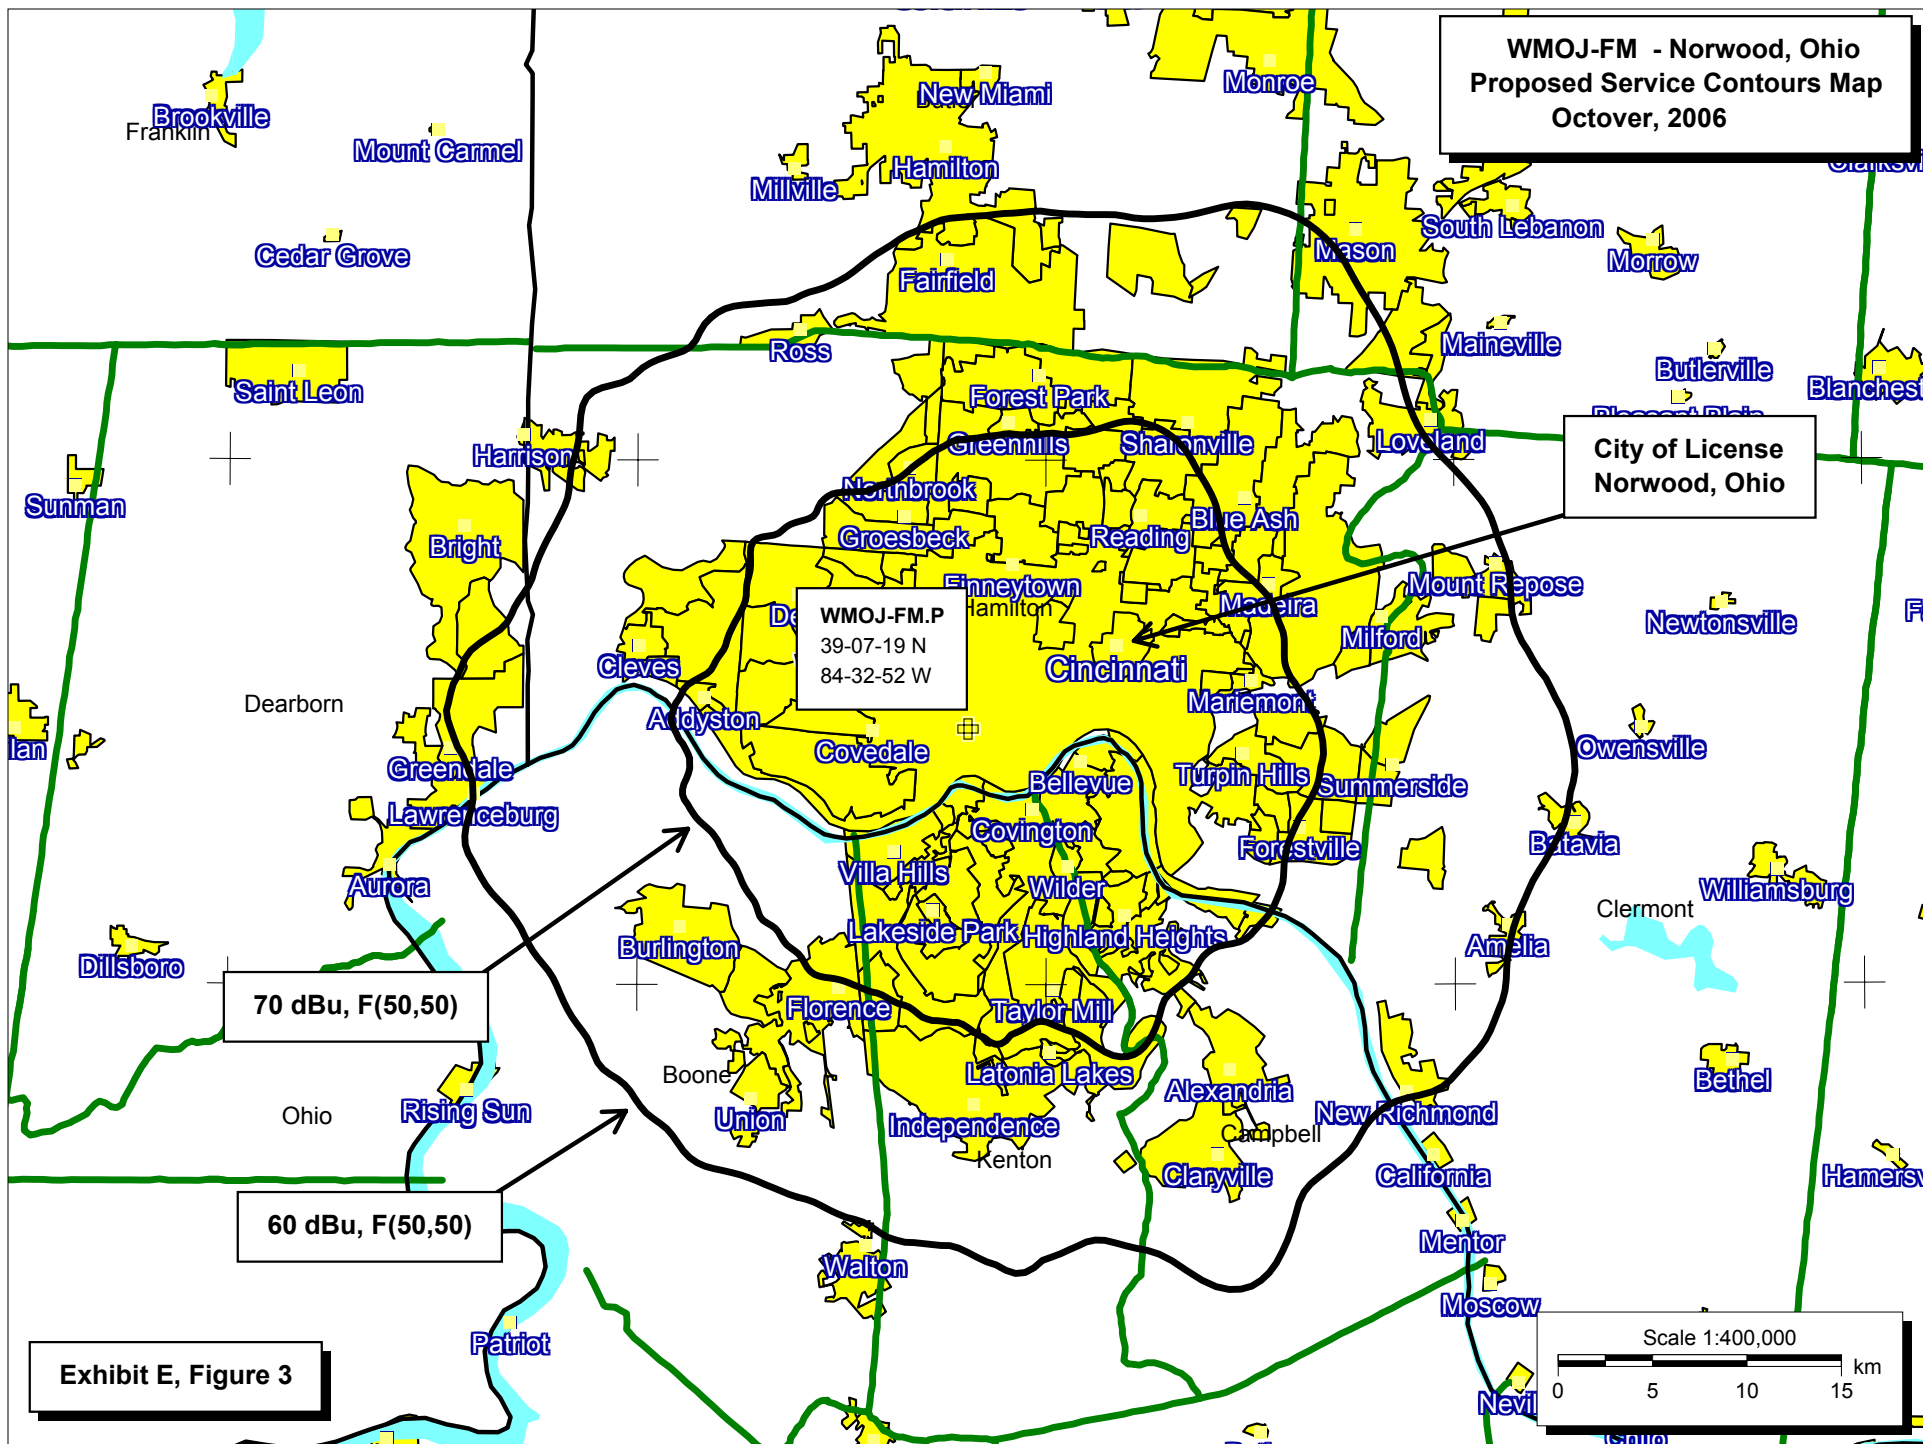 WMOJ-FM - Norwood, Ohio
Proposed Service Contours Map
Octover, 2006
New Miami
Monroe
Brookville
Franklin
Mount Carmel
Hamilton
Millville
South Lebanon
Mason
Morrow
Cedar Grove
Fairfield
Ross
Maineville
Butlerville
Saint Leon
Forest Park
Greenhills
Sharonville
Loveland
City of License
Norwood, Ohio
Harrison
Northbrook
Sunman
Blue Ash
Groesbeck
Reading
Bright
Finneytown
Mount Repose
Hamilton
Madeira
WMOJ-FM.P
39-07-19 N
84-32-52 W
Newtonsville
Milford
Cleves
Cincinnati
Mariemont
Dearborn
Addyston
Covedale
Owensville
Greendale
Bellevue
Turpin Hills
Summerside
Lawrenceburg
Covington
Forestville
Batavia
Aurora
Villa Hills
Wilder
Williamsburg
Clermont
Burlington
Lakeside Park
Highland Heights
Amelia
Dillsboro
70 dBu, F(50,50)
Florence
Taylor Mill
Boone
Latonia Lakes
Bethel
Alexandria
Ohio
Rising Sun
Union
Independence
New Richmond
Campbell
Kenton
Claryville
California
60 dBu, F(50,50)
Mentor
Walton
Moscow
Patriot
Scale 1:400,000
km
0 5 10 15
Exhibit E, Figure 3